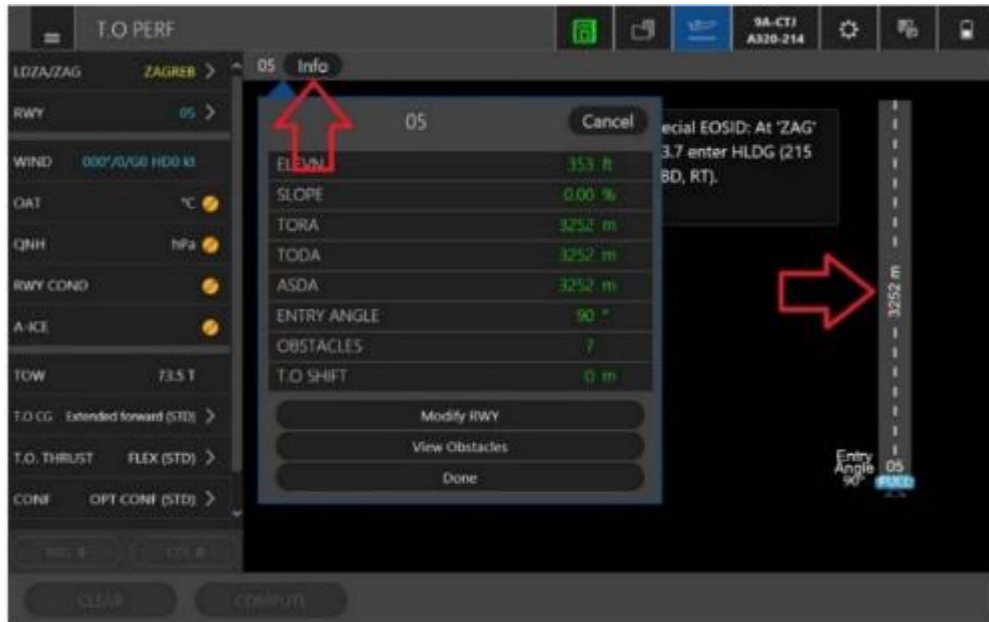 T.O PERF
9A-CTJ
A320-214
LDZA/ZAG ZAGREB >
05 Info
RWY 05 >
WIND 000°/0/G0 HD0 kt
OAT °C
QNH hPa
RWY COND
A-ICE
TOW 73.5 T
T.O CG Extended forward (STD) >
T.O. THRUST FLEX (STD) >
CONF OPT CONF (STD) >
CLEAR
COMPUTE
05 Cancel
ELEVN 353 ft
SLOPE 0.00 %
TORA 3252 m
TODA 3252 m
ASDA 3252 m
ENTRY ANGLE 90 °
OBSTACLES 7
T.O SHIFT 0 m
Modify RWY
View Obstacles
Done
ecial EOSID: At 'ZAG'
3.7 enter HLDG (215
BD, RT).
3252 m
Entry
Angle
90°
05